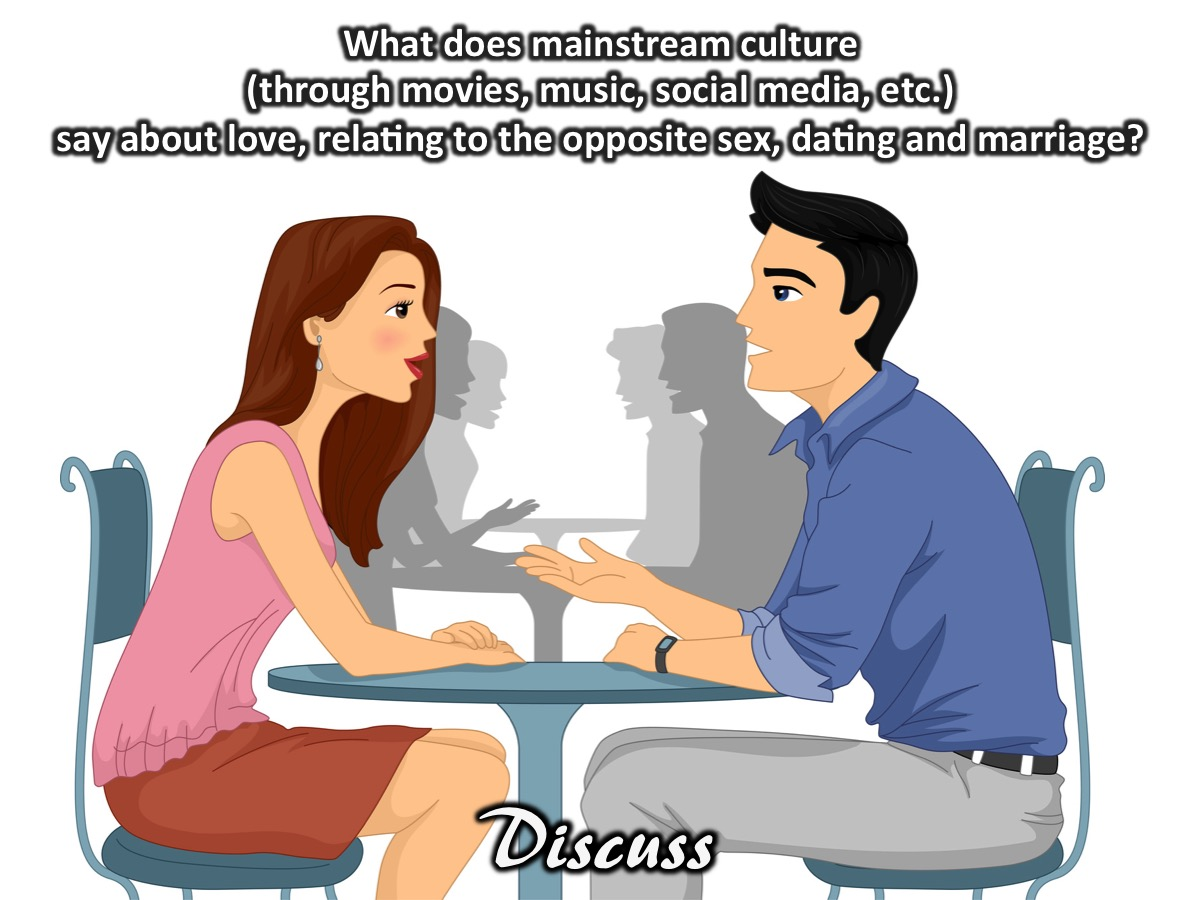 What does mainstream culture
(through movies, music, social media, etc.)
say about love, relating to the opposite sex, dating and marriage?
Discuss